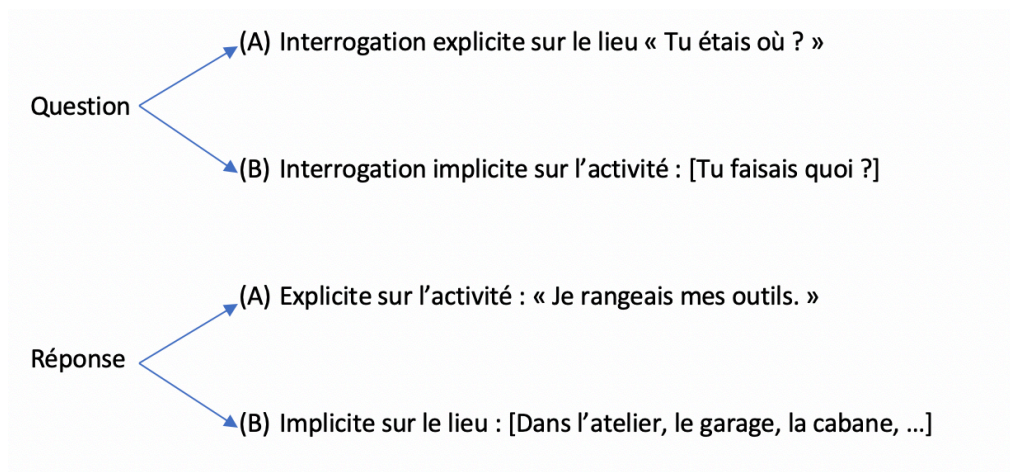 (A) Interrogation explicite sur le lieu « Tu étais où ? »
Question
(B) Interrogation implicite sur l’activité : [Tu faisais quoi ?]
(A) Explicite sur l’activité : « Je rangeais mes outils. »
Réponse
(B) Implicite sur le lieu : [Dans l’atelier, le garage, la cabane, …]